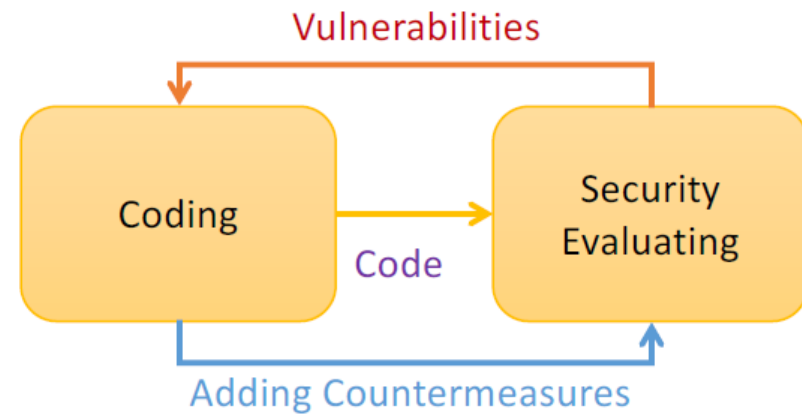 Vulnerabilities
Coding
Security
Evaluating
Code
Adding Countermeasures